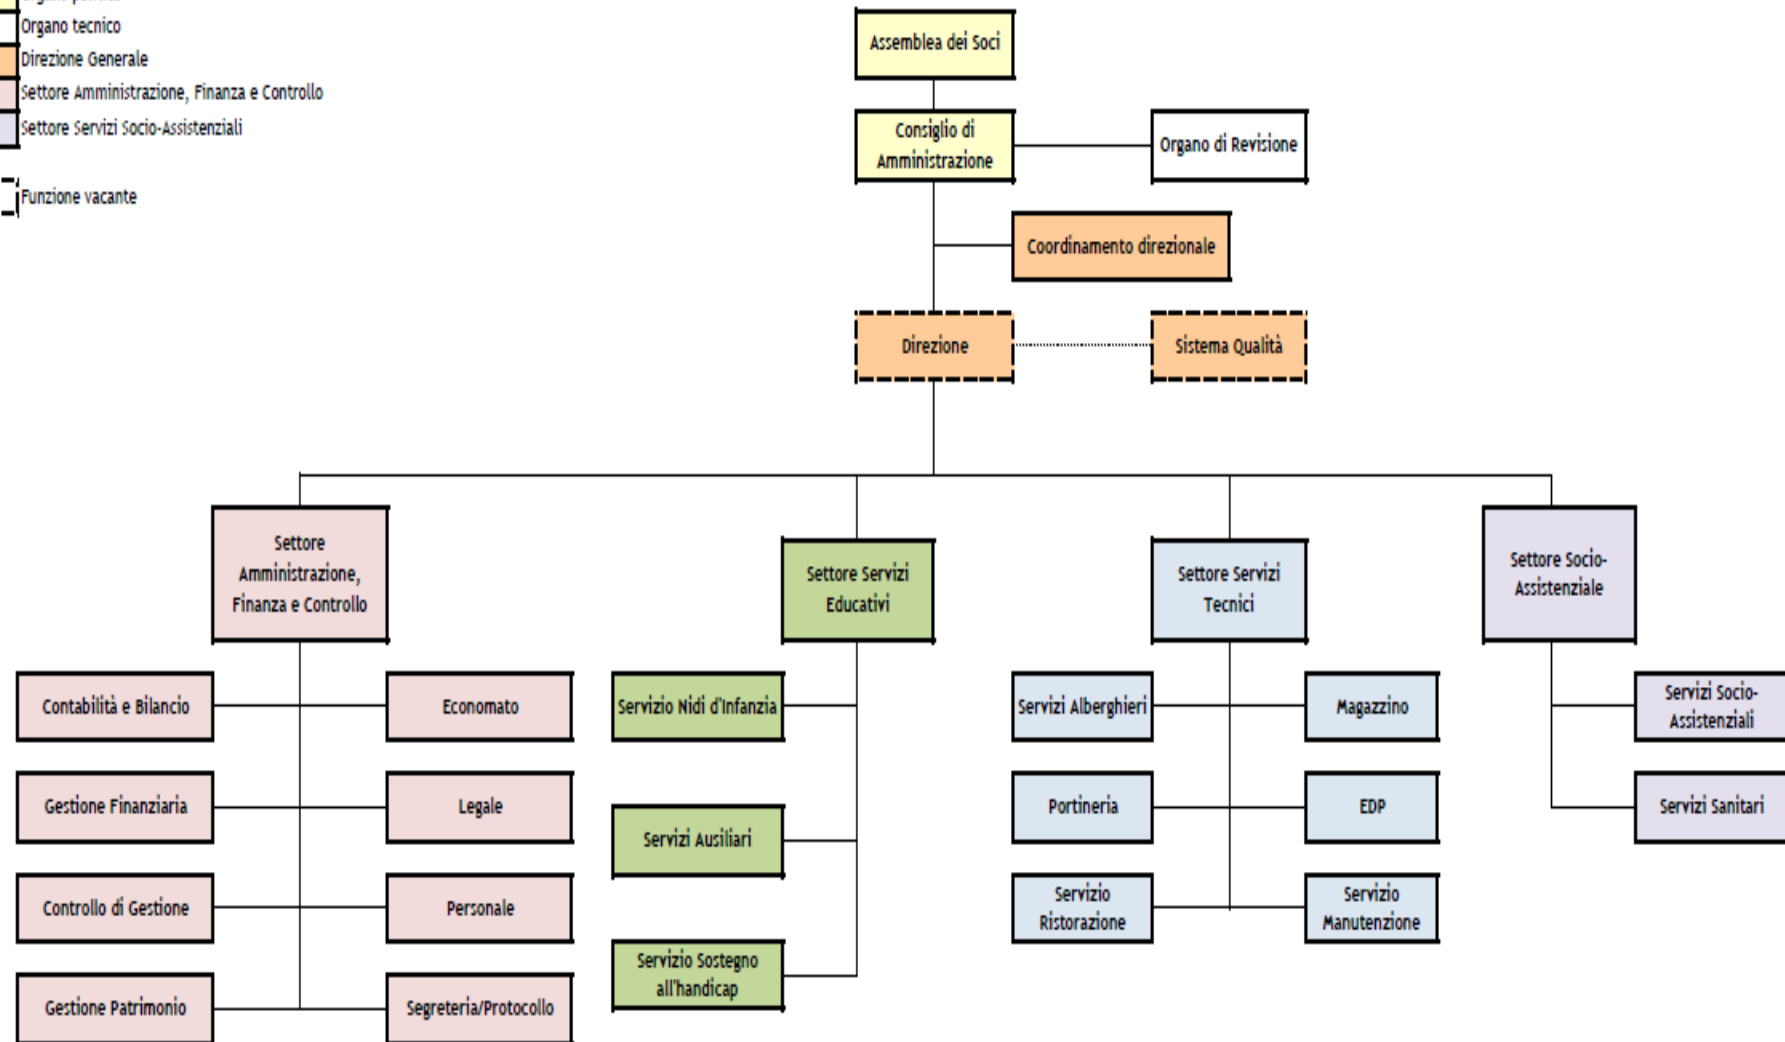 Organo tecnico
Direzione Generale
Settore Amministrazione, Finanza e Controllo
Settore Servizi Socio-Assistenziali
Funzione vacante
Assemblea dei Soci
Consiglio di
Amministrazione
Organo di Revisione
Coordinamento direzionale
Direzione
Sistema Qualità
Settore
Amministrazione,
Finanza e Controllo
Settore Servizi
Educativi
Settore Servizi
Tecnici
Settore Socio-
Assistenziale
Contabilità e Bilancio
Economato
Servizio Nidi d'Infanzia
Servizi Alberghieri
Magazzino
Servizi Socio-
Assistenziali
Gestione Finanziaria
Legale
Servizi Ausiliari
Portineria
EDP
Servizi Sanitari
Controllo di Gestione
Personale
Servizio
Ristorazione
Servizio
Manutenzione
Servizio Sostegno
all'handicap
Gestione Patrimonio
Segreteria/Protocollo